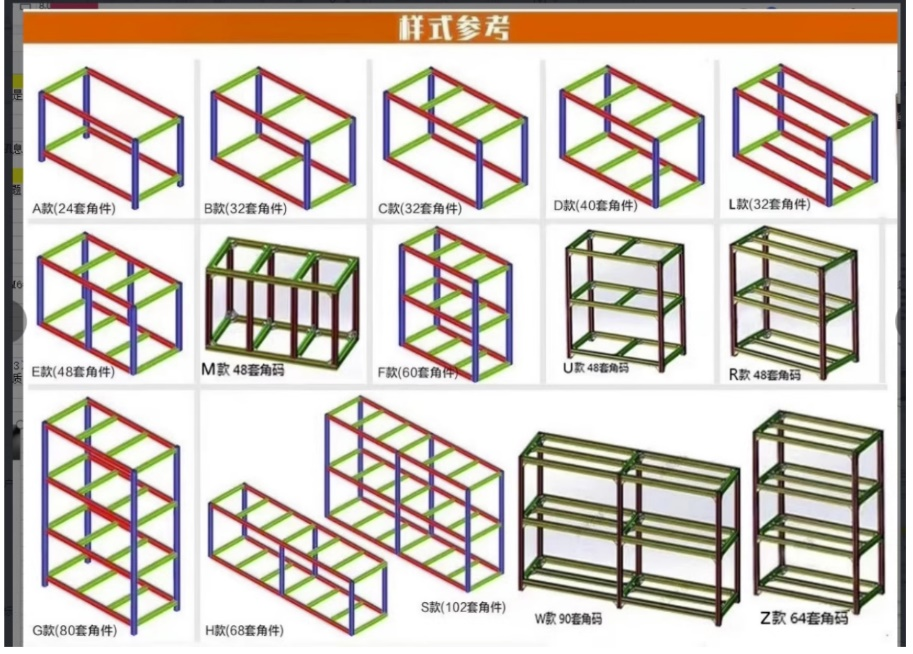 样式参考
A款(24套角件)
B款(32套角件)
C款(32套角件)
D款(40套角件)
L款(32套角件)
E款(48套角件)
M款 48套角码
F款(60套角件)
U款 48套角码
R款 48套角码
G款(80套角件)
H款(68套角件)
S款(102套角件)
W款 90套角码
Z款 64套角码